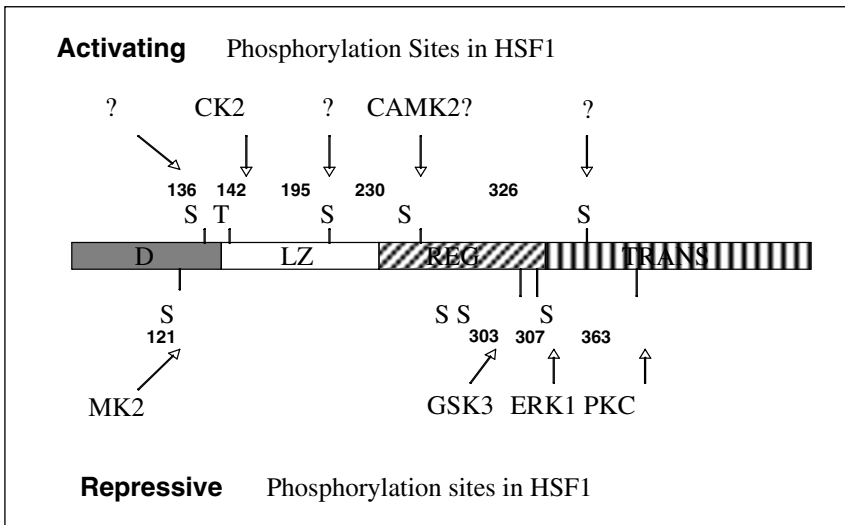 Activating Phosphorylation Sites in HSF1
? CK2 ? CAMK2? ?
136 142 195 230 326
S T S S S
D LZ REG TRANS
S S S S
121 303 307 363
MK2 GSK3 ERK1 PKC
Repressive Phosphorylation sites in HSF1